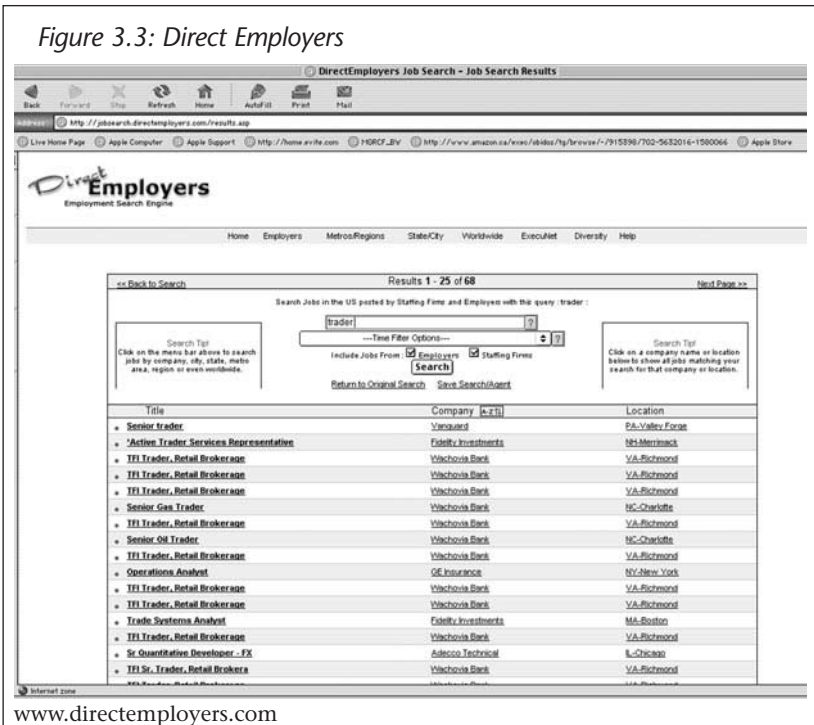 Figure 3.3: Direct Employers
DirectEmployers Job Search - Job Search Results
Back Forward Stop Refresh Home AutoFill Print Mail
Address: http://jobsearch.directemployers.com/results.asp
Live Home Page Apple Computer Apple Support http://home.evite.com http://www.amazon.ca/exec/obidos/tg/browse/-/915398/702-5632016-1580066 Apple Store
Direct
Employers
Employment Search Engine
Home Employers Metros/Regions State/City Worldwide ExecuNet Diversity Help
<< Back to Search Results 1 - 25 of 68 Next Page >>
Search Jobs in the US posted by Staffing Firms and Employers with this query : trader :
trader ?
---Time Filter Options--- ?
Include Jobs From: Employers Staffing Firms
Search
Return to Original Search Save Search/Agent
Search Tip!
Click on the menu bar above to search
jobs by company, city, state, metro
area, region or even worldwide.
Search Tip!
Click on a company name or location
below to show all jobs matching your
search for that company or location.
Title Company A-Z Location
Senior trader Vanguard PA-Valley Forge
*Active Trader Services Representative Fidelity Investments NH-Merrimack
TFI Trader, Retail Brokerage Wachovia Bank VA-Richmond
TFI Trader, Retail Brokerage Wachovia Bank VA-Richmond
TFI Trader, Retail Brokerage Wachovia Bank VA-Richmond
Senior Gas Trader Wachovia Bank NC-Charlotte
TFI Trader, Retail Brokerage Wachovia Bank VA-Richmond
Senior Oil Trader Wachovia Bank NC-Charlotte
TFI Trader, Retail Brokerage Wachovia Bank VA-Richmond
Operations Analyst GE Insurance NY-New York
TFI Trader, Retail Brokerage Wachovia Bank VA-Richmond
TFI Trader, Retail Brokerage Wachovia Bank VA-Richmond
Trade Systems Analyst Fidelity Investments MA-Boston
TFI Trader, Retail Brokerage Wachovia Bank VA-Richmond
Sr Quantitative Developer - FX Adecco Technical IL-Chicago
TFI Sr. Trader, Retail Brokera Wachovia Bank VA-Richmond
Internet zone
www.directemployers.com